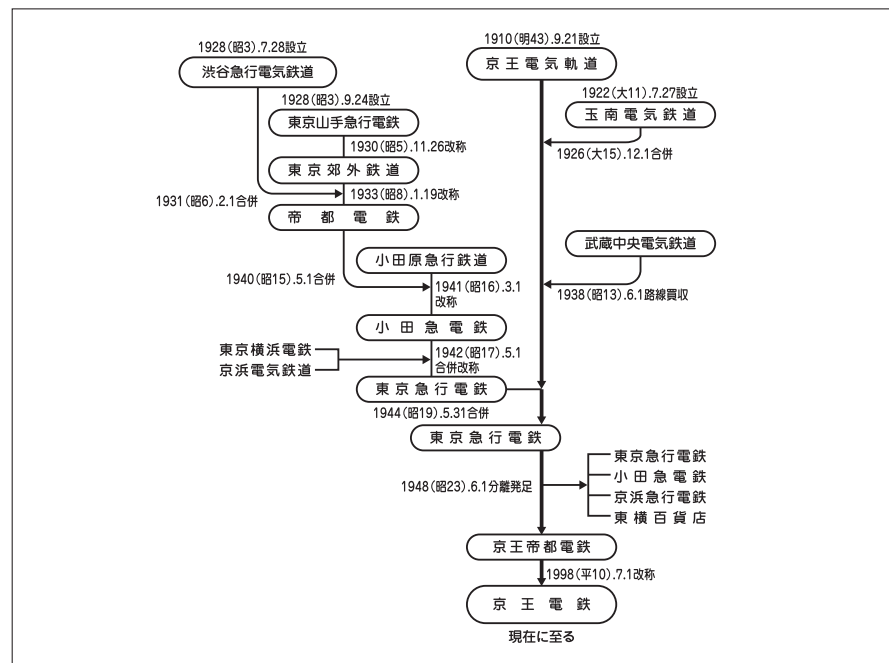 1928(昭3).7.28設立
渋谷急行電気鉄道
1910(明43).9.21設立
京王電気軌道
1928(昭3).9.24設立
東京山手急行電鉄
1922(大11).7.27設立
玉南電気鉄道
1930(昭5).11.26改称
1926(大15).12.1合併
東京郊外鉄道
1931(昭6).2.1合併
1933(昭8).1.19改称
帝都電鉄
武蔵中央電気鉄道
小田原急行鉄道
1940(昭15).5.1合併
1941(昭16).3.1
改称
1938(昭13).6.1路線買収
小田急電鉄
東京横浜電鉄
京浜電気鉄道
1942(昭17).5.1
合併改称
東京急行電鉄
1944(昭19).5.31合併
東京急行電鉄
1948(昭23).6.1分離発足
東京急行電鉄
小田急電鉄
京浜急行電鉄
東横百貨店
京王帝都電鉄
1998(平10).7.1改称
京王電鉄
現在に至る